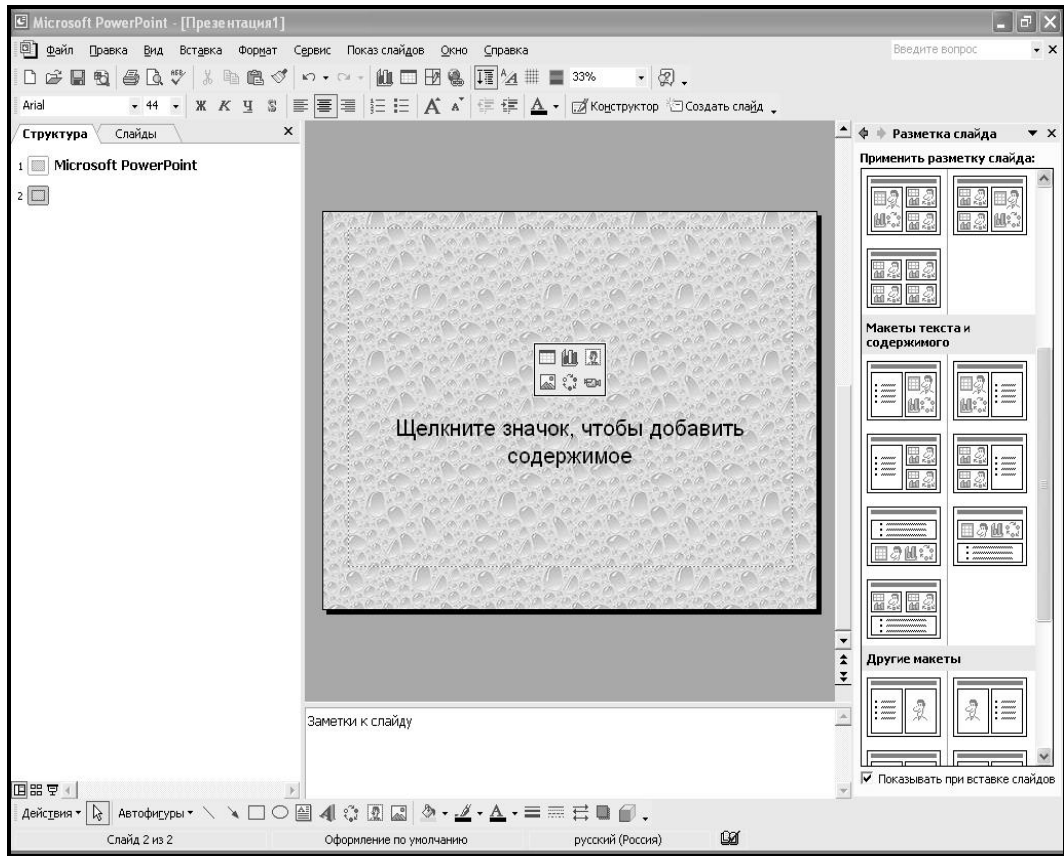 Microsoft PowerPoint - [Презентация1]
Файл Правка Вид Вставка Формат Сервис Показ слайдов Окно Справка Введите вопрос
33%
Arial 44 Ж К Ч S Конструктор Создать слайд
Структура Слайды Разметка слайда
Применить разметку слайда:
1 Microsoft PowerPoint
2
Макеты текста и
содержимого
Щелкните значок, чтобы добавить
содержимое
Другие макеты
Заметки к слайду
Показывать при вставке слайдов
Действия Автофигуры
Слайд 2 из 2 Оформление по умолчанию русский (Россия)